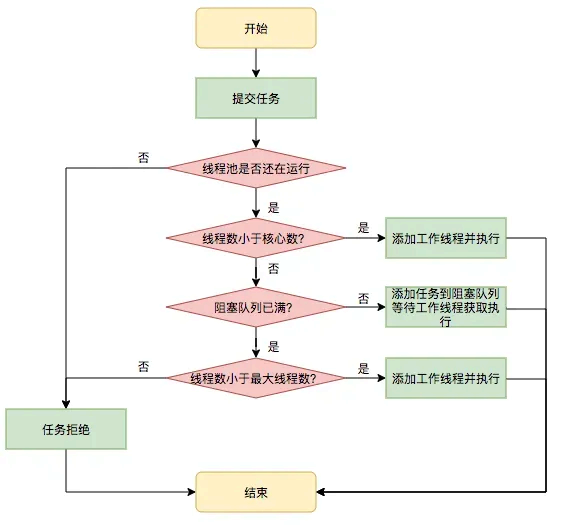 开始
提交任务
否
线程池是否还在运行
是
线程数小于核心数?
是
添加工作线程并执行
否
阻塞队列已满?
否
添加任务到阻塞队列
等待工作线程获取执
行
是
否
线程数小于最大线程数?
是
添加工作线程并执行
任务拒绝
结束